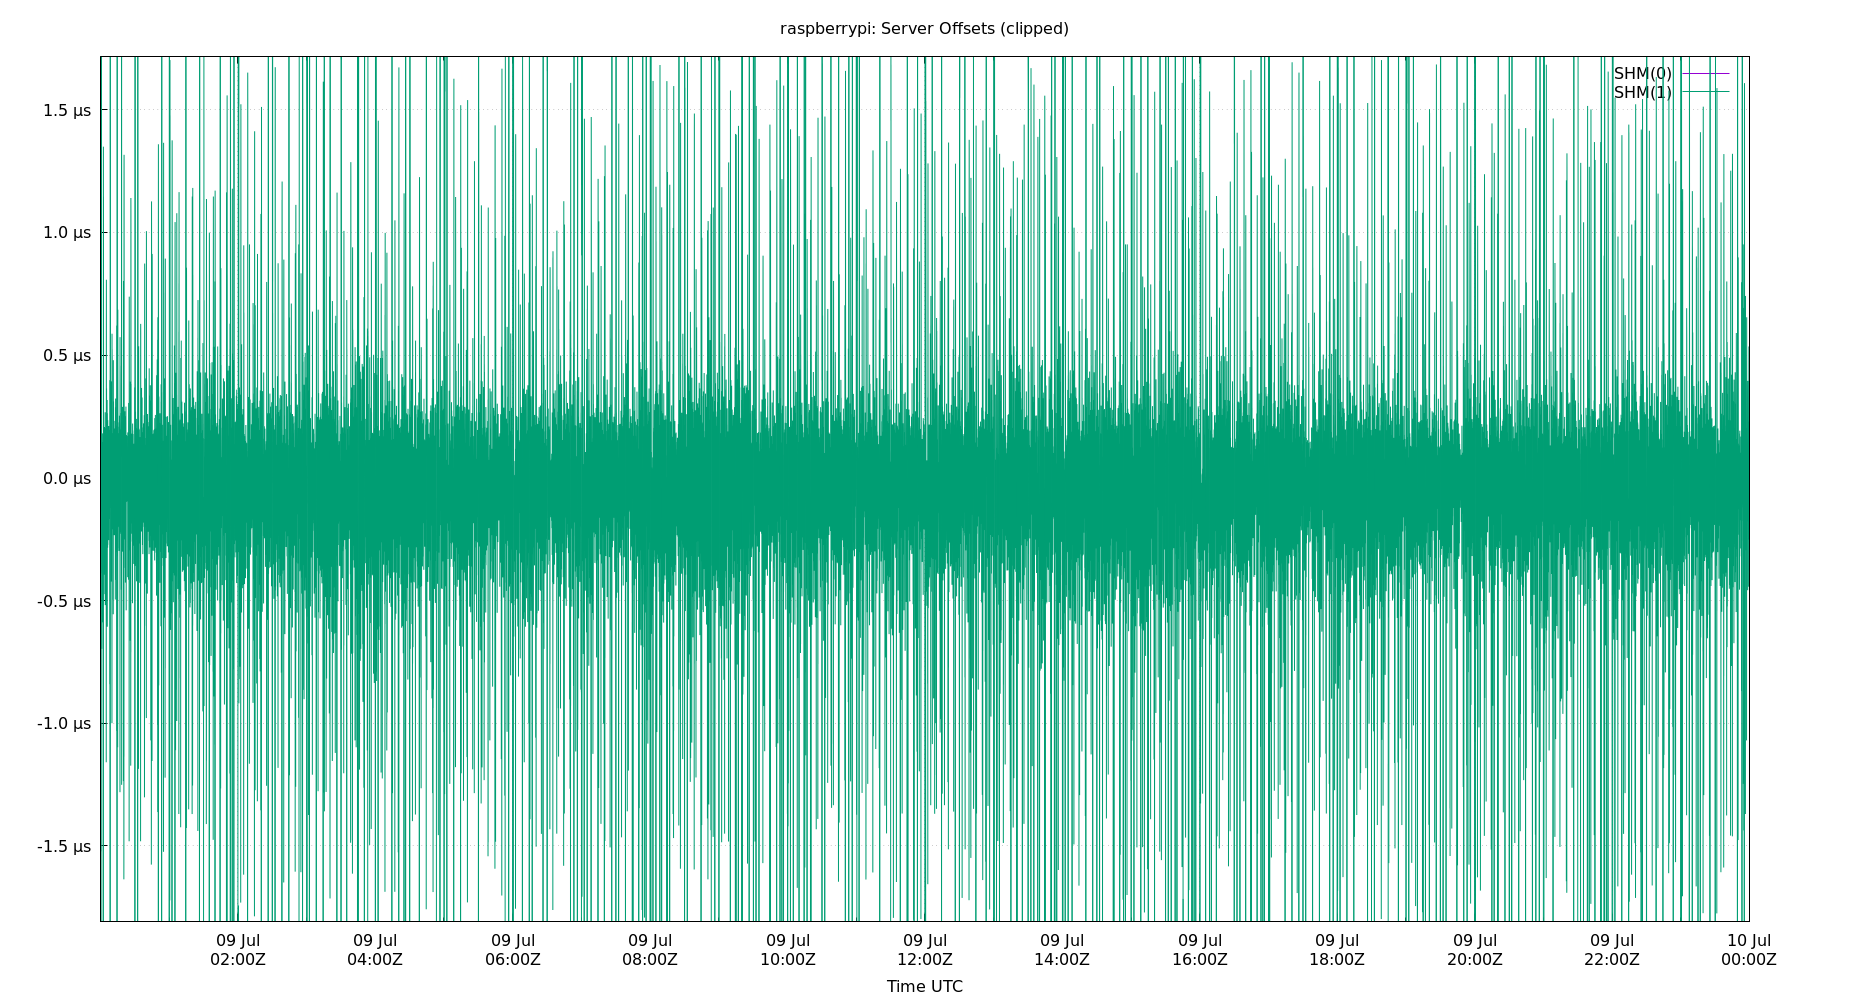 raspberrypi: Server Offsets (clipped)
SHM(0)
SHM(1)
1.5 µs
1.0 µs
0.5 µs
0.0 µs
-0.5 µs
-1.0 µs
-1.5 µs
09 Jul 09 Jul 09 Jul 09 Jul 09 Jul 09 Jul 09 Jul 09 Jul 09 Jul 09 Jul 09 Jul 10 Jul
02:00Z 04:00Z 06:00Z 08:00Z 10:00Z 12:00Z 14:00Z 16:00Z 18:00Z 20:00Z 22:00Z 00:00Z
Time UTC